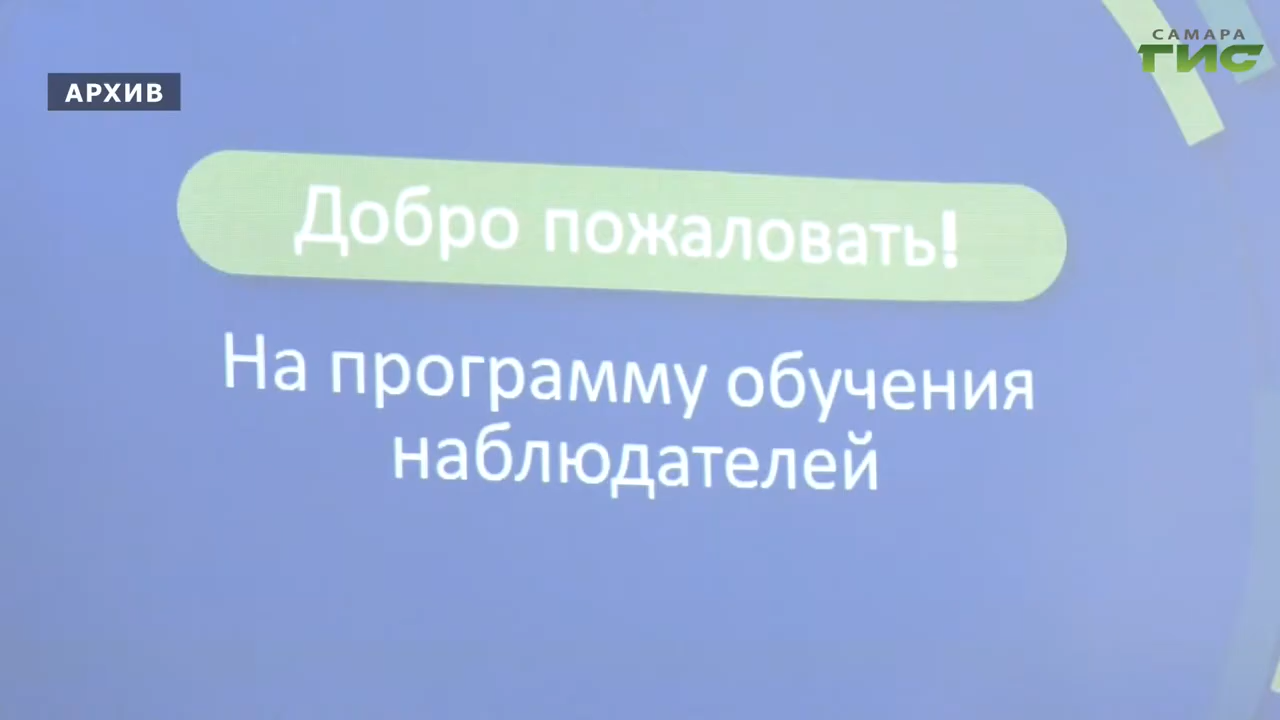 САМАРА
ГИС
АРХИВ
Добро пожаловать!
На программу обучения
наблюдателей